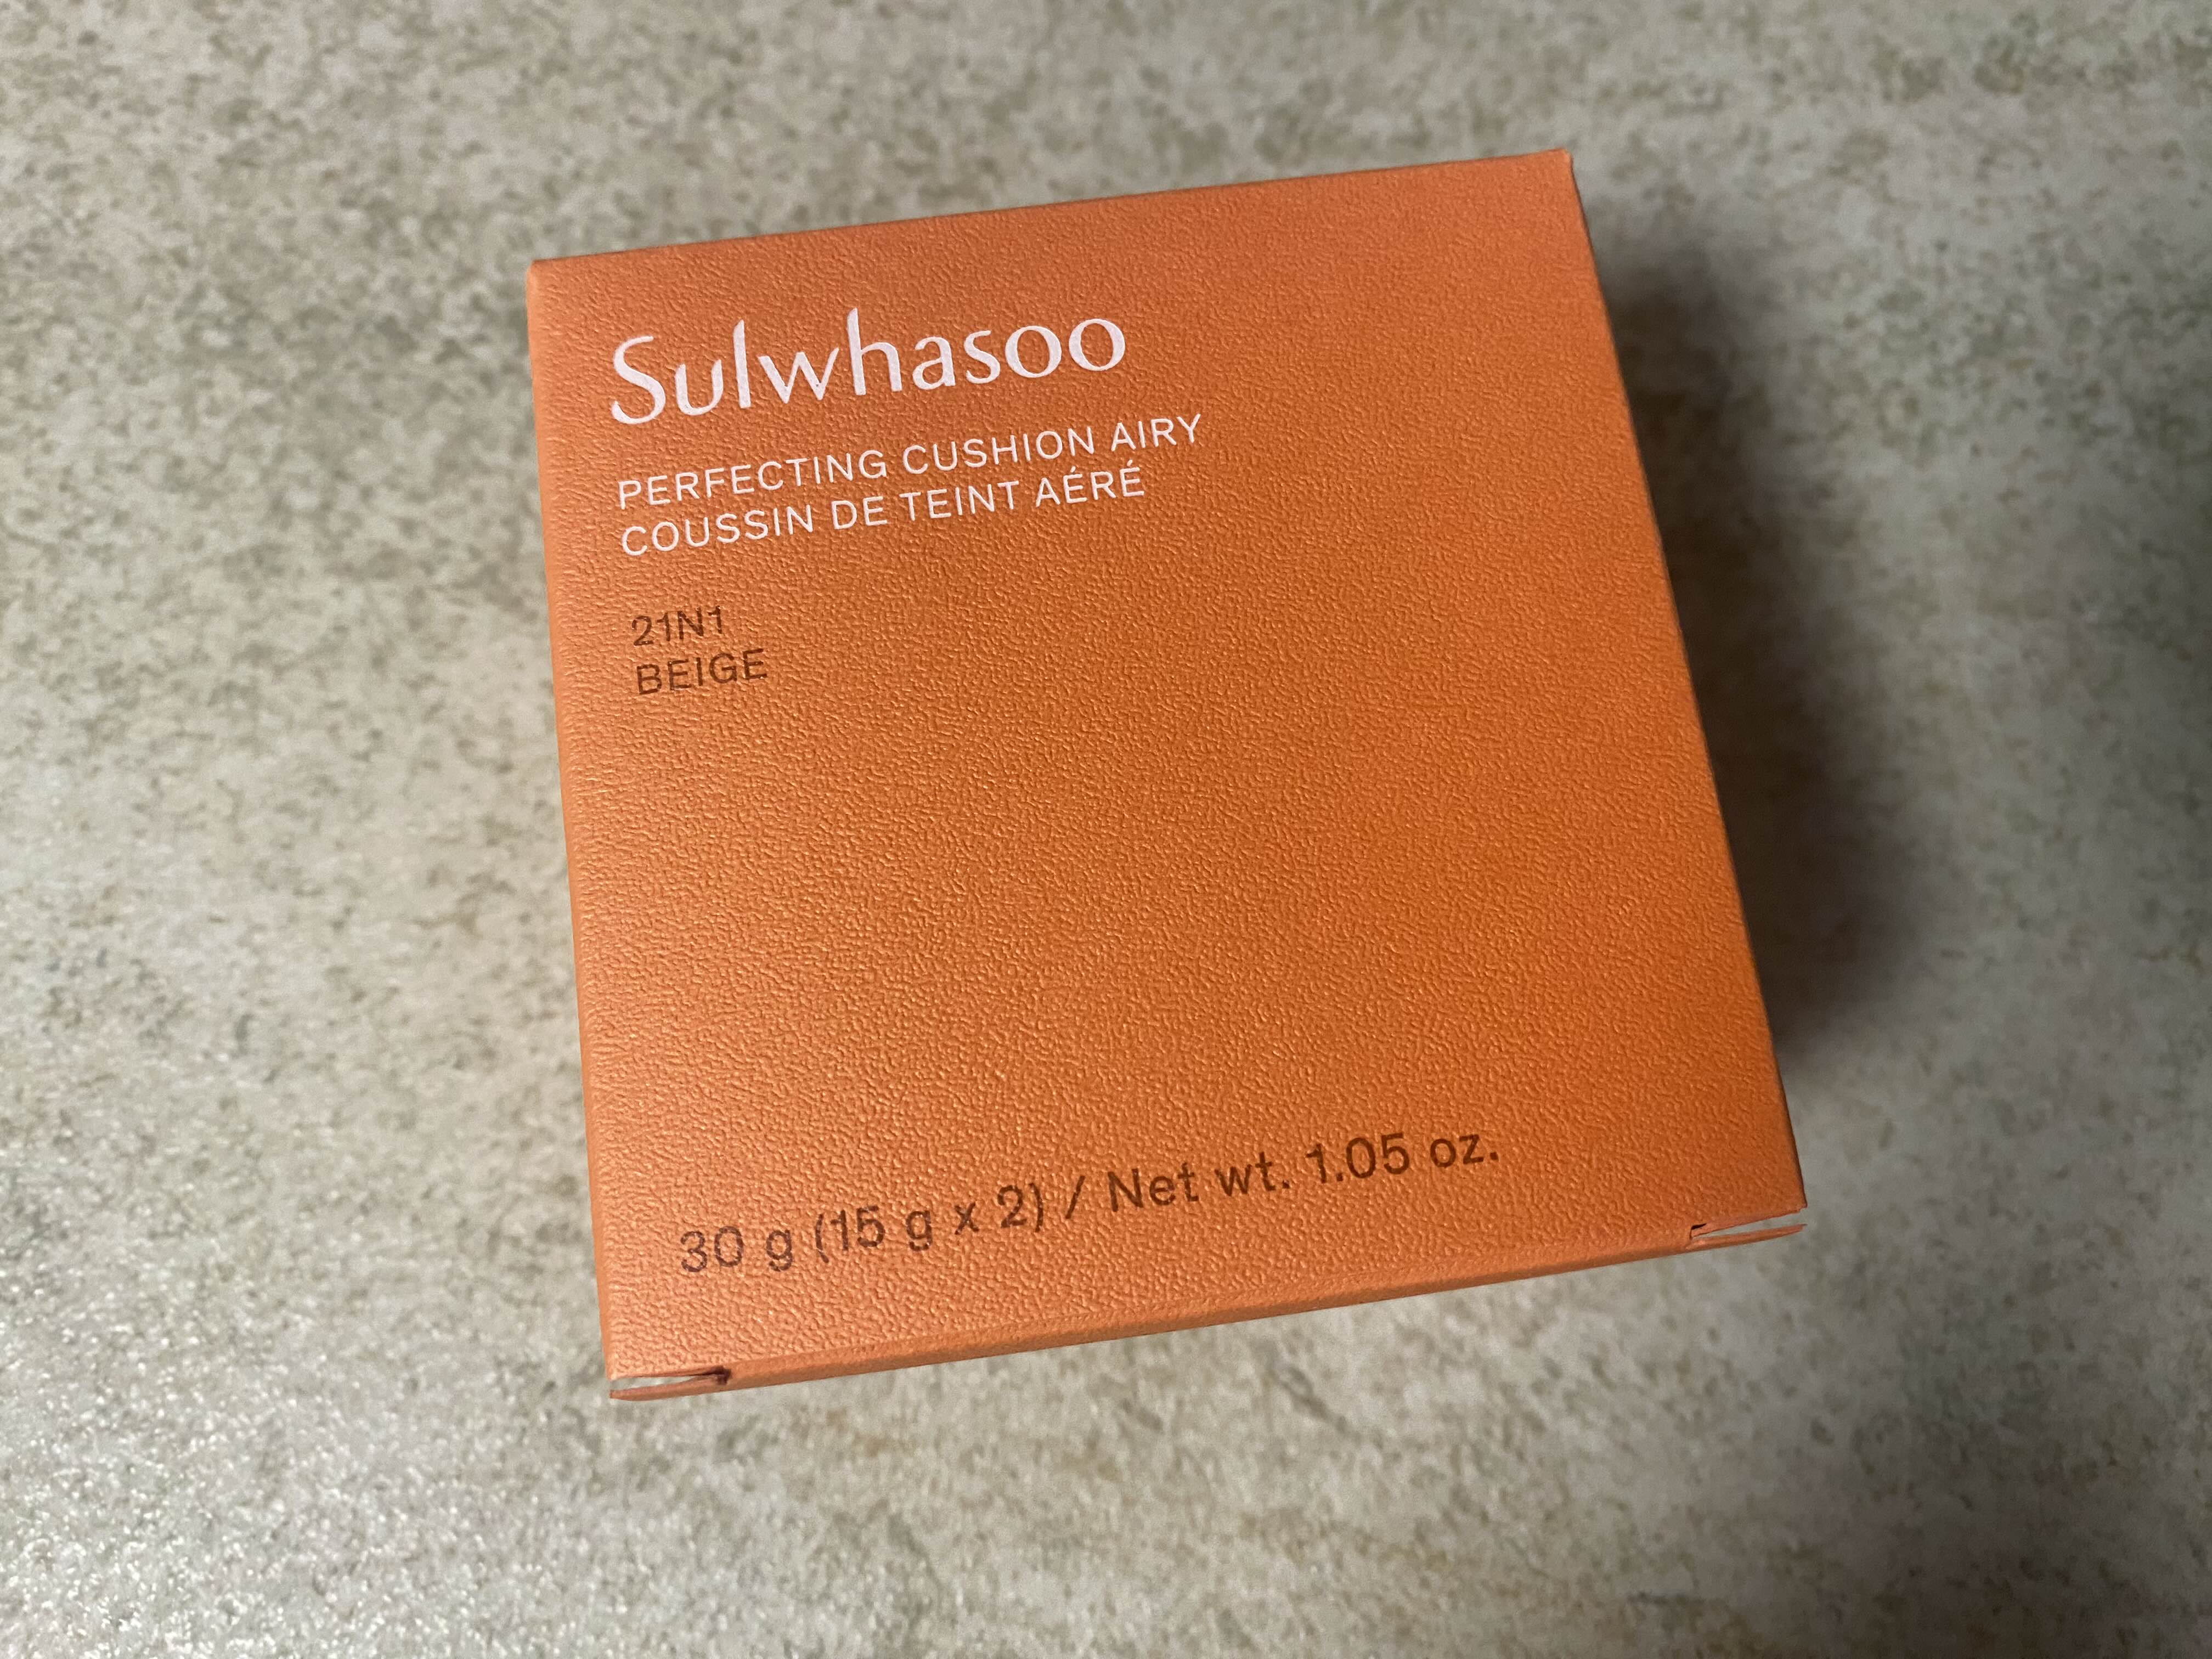 Sulwhasoo
PERFECTING CUSHION AIRY
COUSSIN DE TEINT AÉRÉ
21N1
BEIGE
30 g (15 g x 2) / Net wt. 1.05 oz.